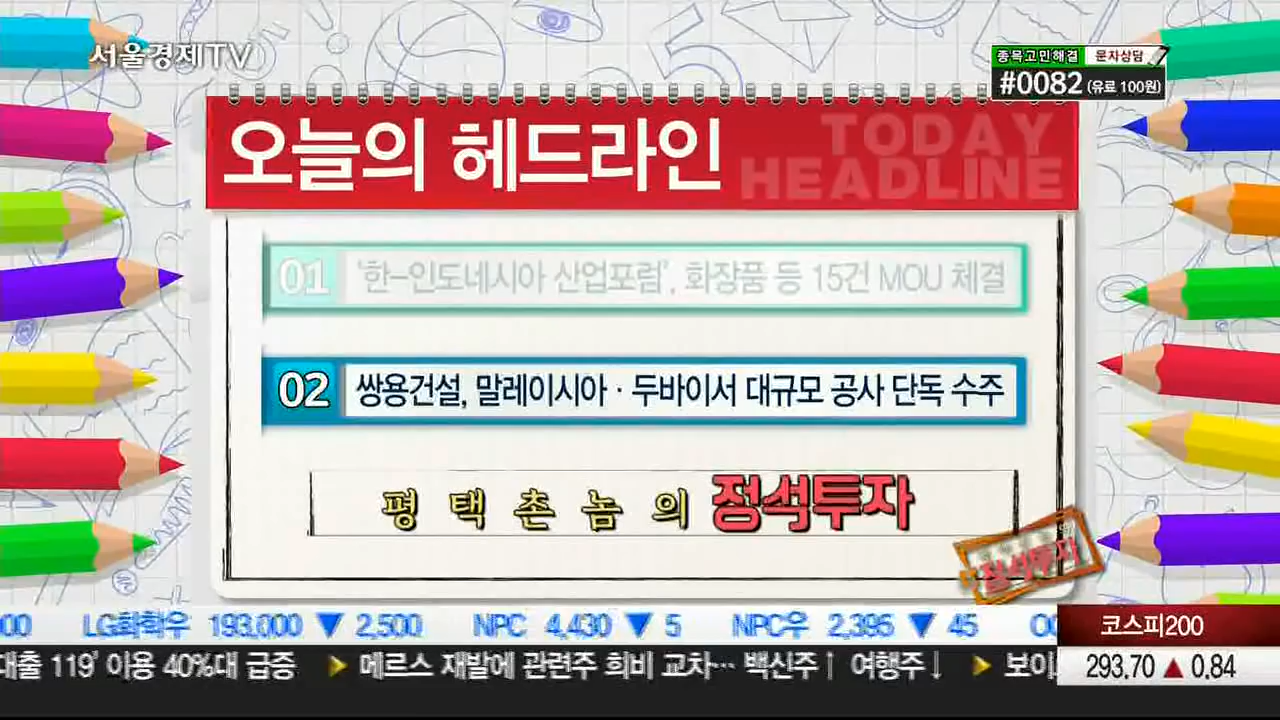 서울경제TV
종목고민해결 문자상담
#0082 (유료 100원)
오늘의 헤드라인
TODAY
HEADLINE
01 '한-인도네시아 산업포럼', 화장품 등 15건 MOU 체결
02 쌍용건설, 말레이시아·두바이서 대규모 공사 단독 수주
평택촌놈의 정석투자
정석투자
00 LG화학우 193,000 ▼ 2,500 NPC 4,430 ▼ 5 NPC우 2,395 ▼ 45
코스피200
대출 119' 이용 40%대 급증 ▶ 메르스 재발에 관련주 희비 교차… 백신주↑ 여행주↓ ▶ 보이
293.70 ▲ 0.84